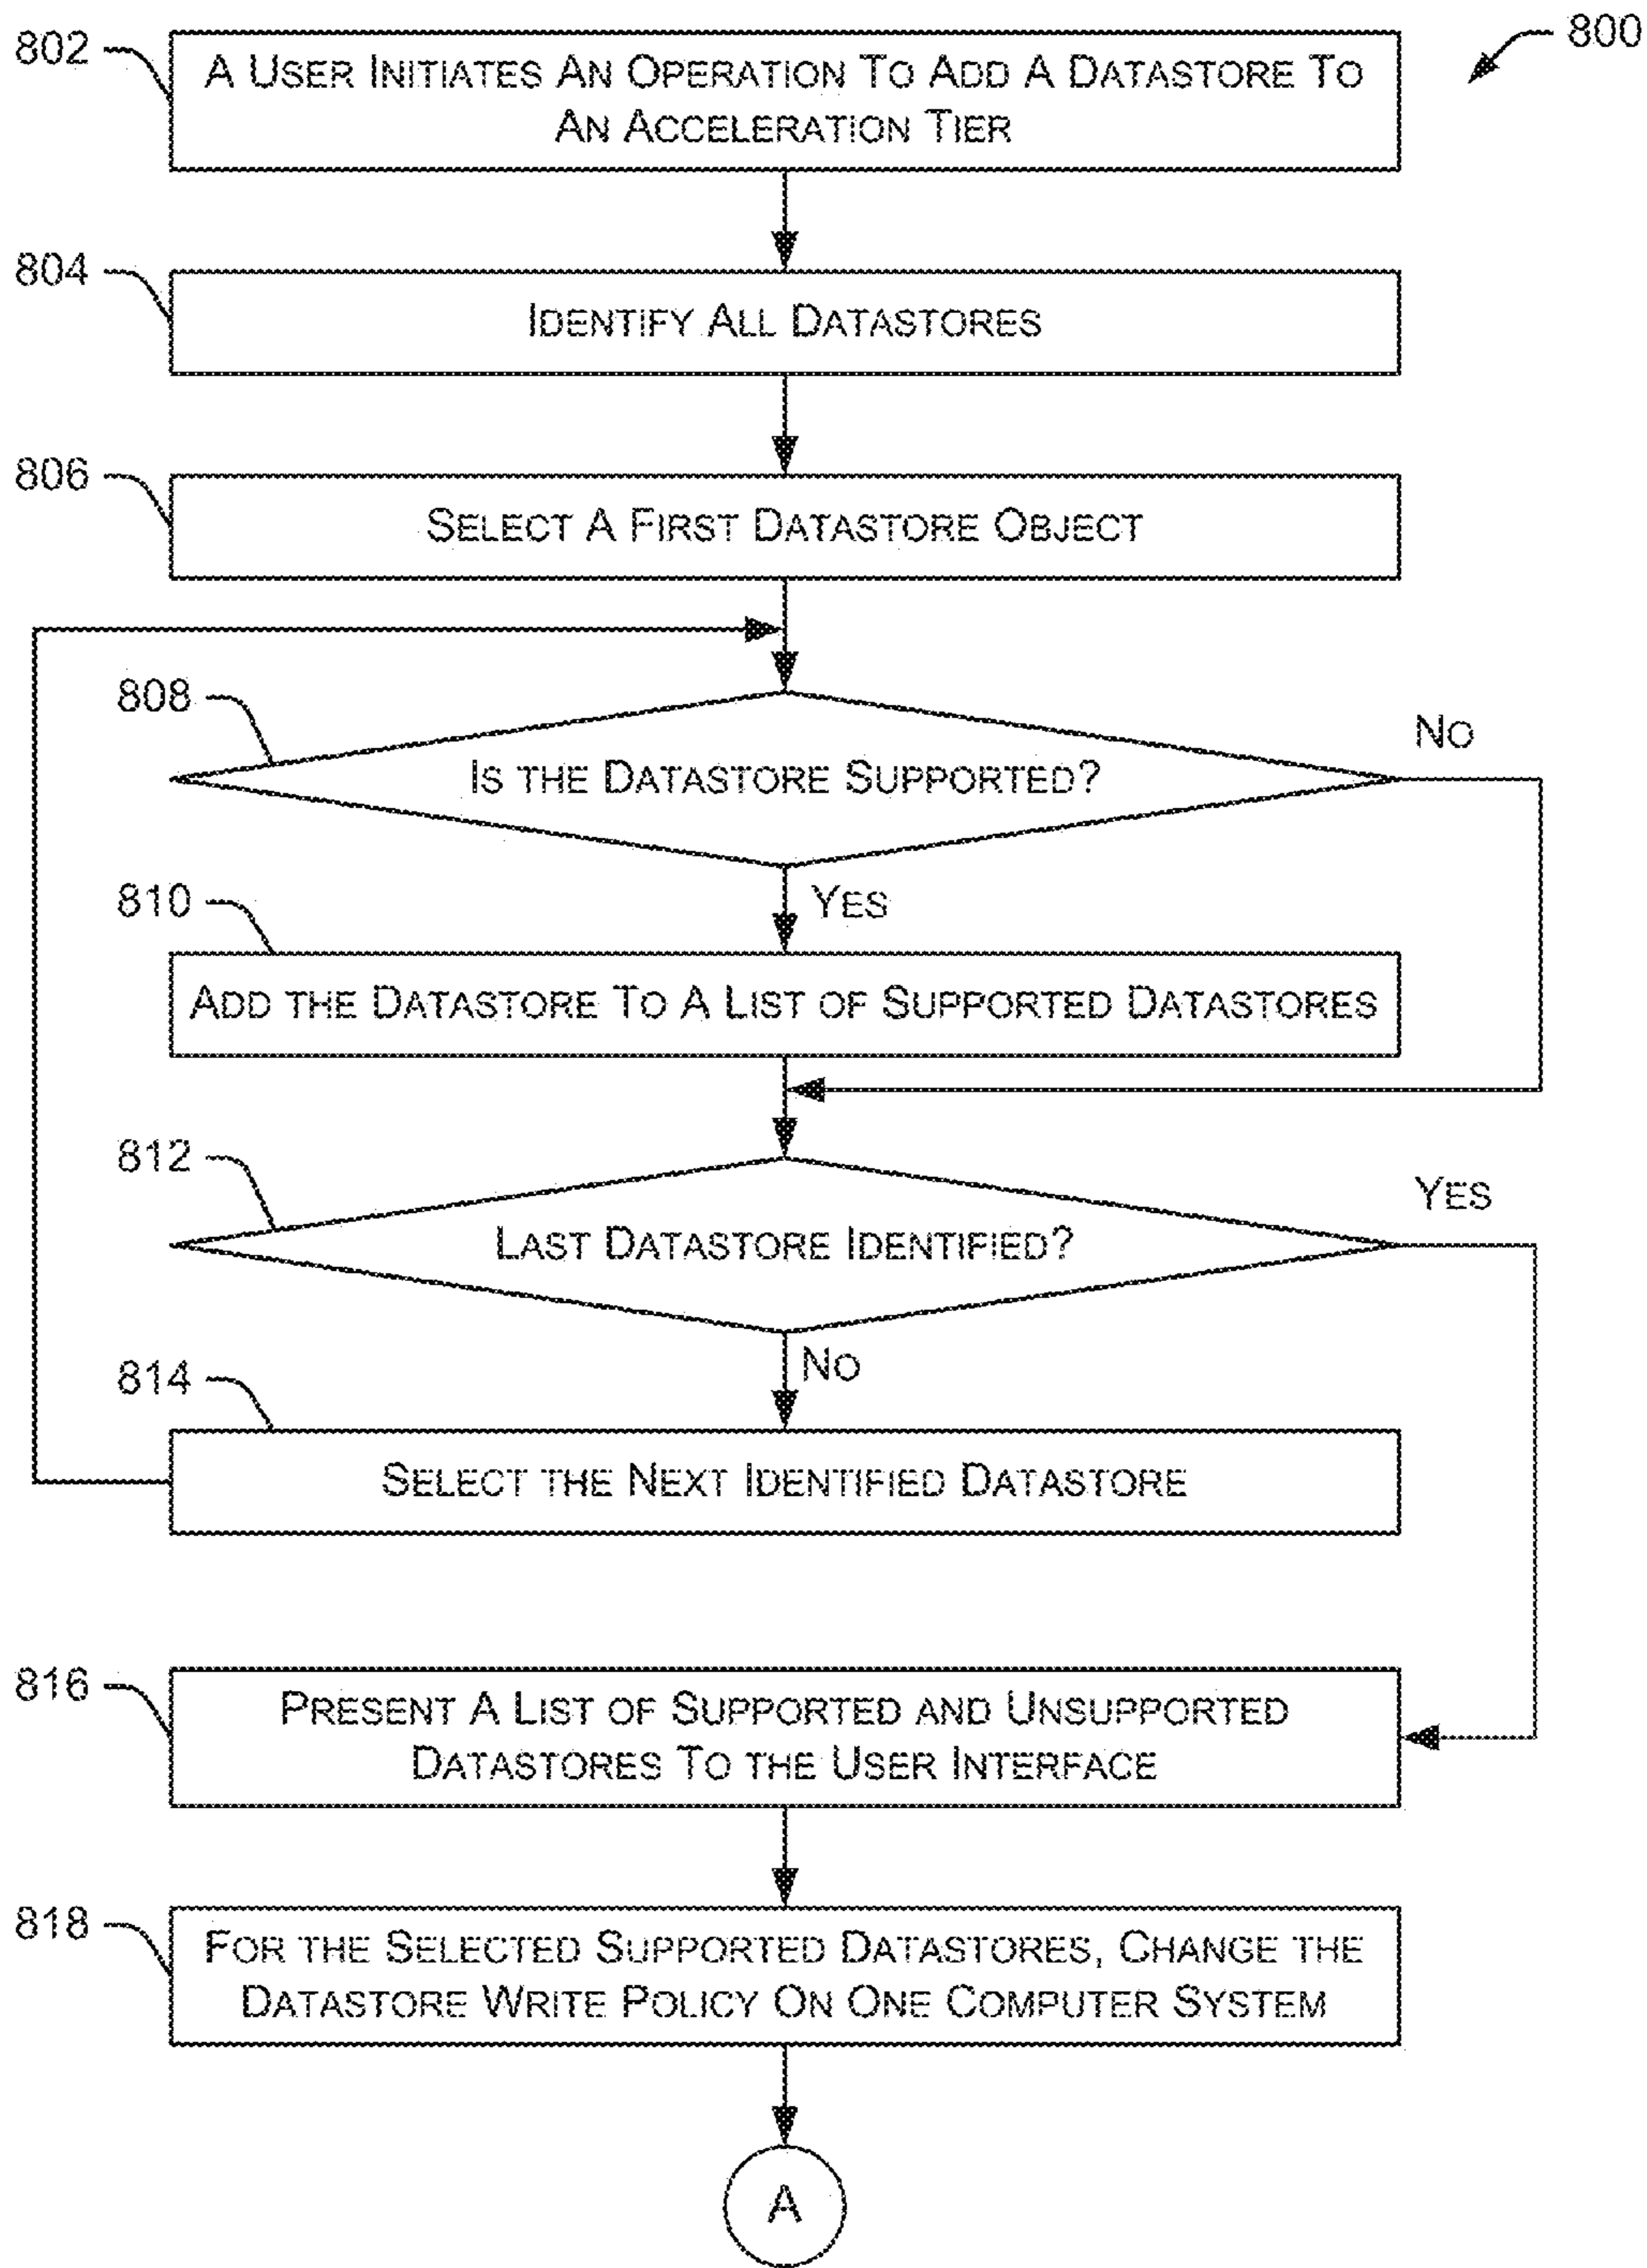 800
802
A USER INITIATES AN OPERATION TO ADD A DATASTORE TO
AN ACCELERATION TIER
804
IDENTIFY ALL DATASTORES
806
SELECT A FIRST DATASTORE OBJECT
808
NO
IS THE DATASTORE SUPPORTED?
810
YES
ADD THE DATASTORE TO A LIST OF SUPPORTED DATASTORES
812
YES
LAST DATASTORE IDENTIFIED?
814
NO
SELECT THE NEXT IDENTIFIED DATASTORE
816
PRESENT A LIST OF SUPPORTED AND UNSUPPORTED
DATASTORES TO THE USER INTERFACE
818
FOR THE SELECTED SUPPORTED DATASTORES, CHANGE THE
DATASTORE WRITE POLICY ON ONE COMPUTER SYSTEM
A